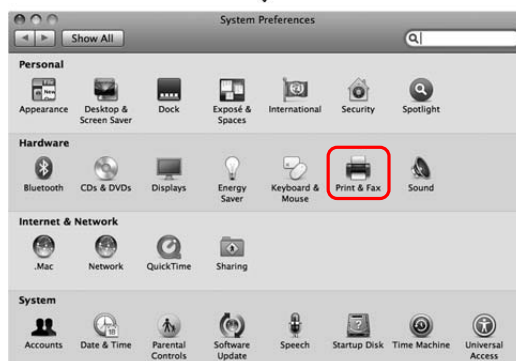 System Preferences
Show All
Personal
Appearance Desktop & Screen Saver Dock Exposé & Spaces International Security Spotlight
Hardware
Bluetooth CDs & DVDs Displays Energy Saver Keyboard & Mouse Print & Fax Sound
Internet & Network
.Mac Network QuickTime Sharing
System
Accounts Date & Time Parental Controls Software Update Speech Startup Disk Time Machine Universal Access